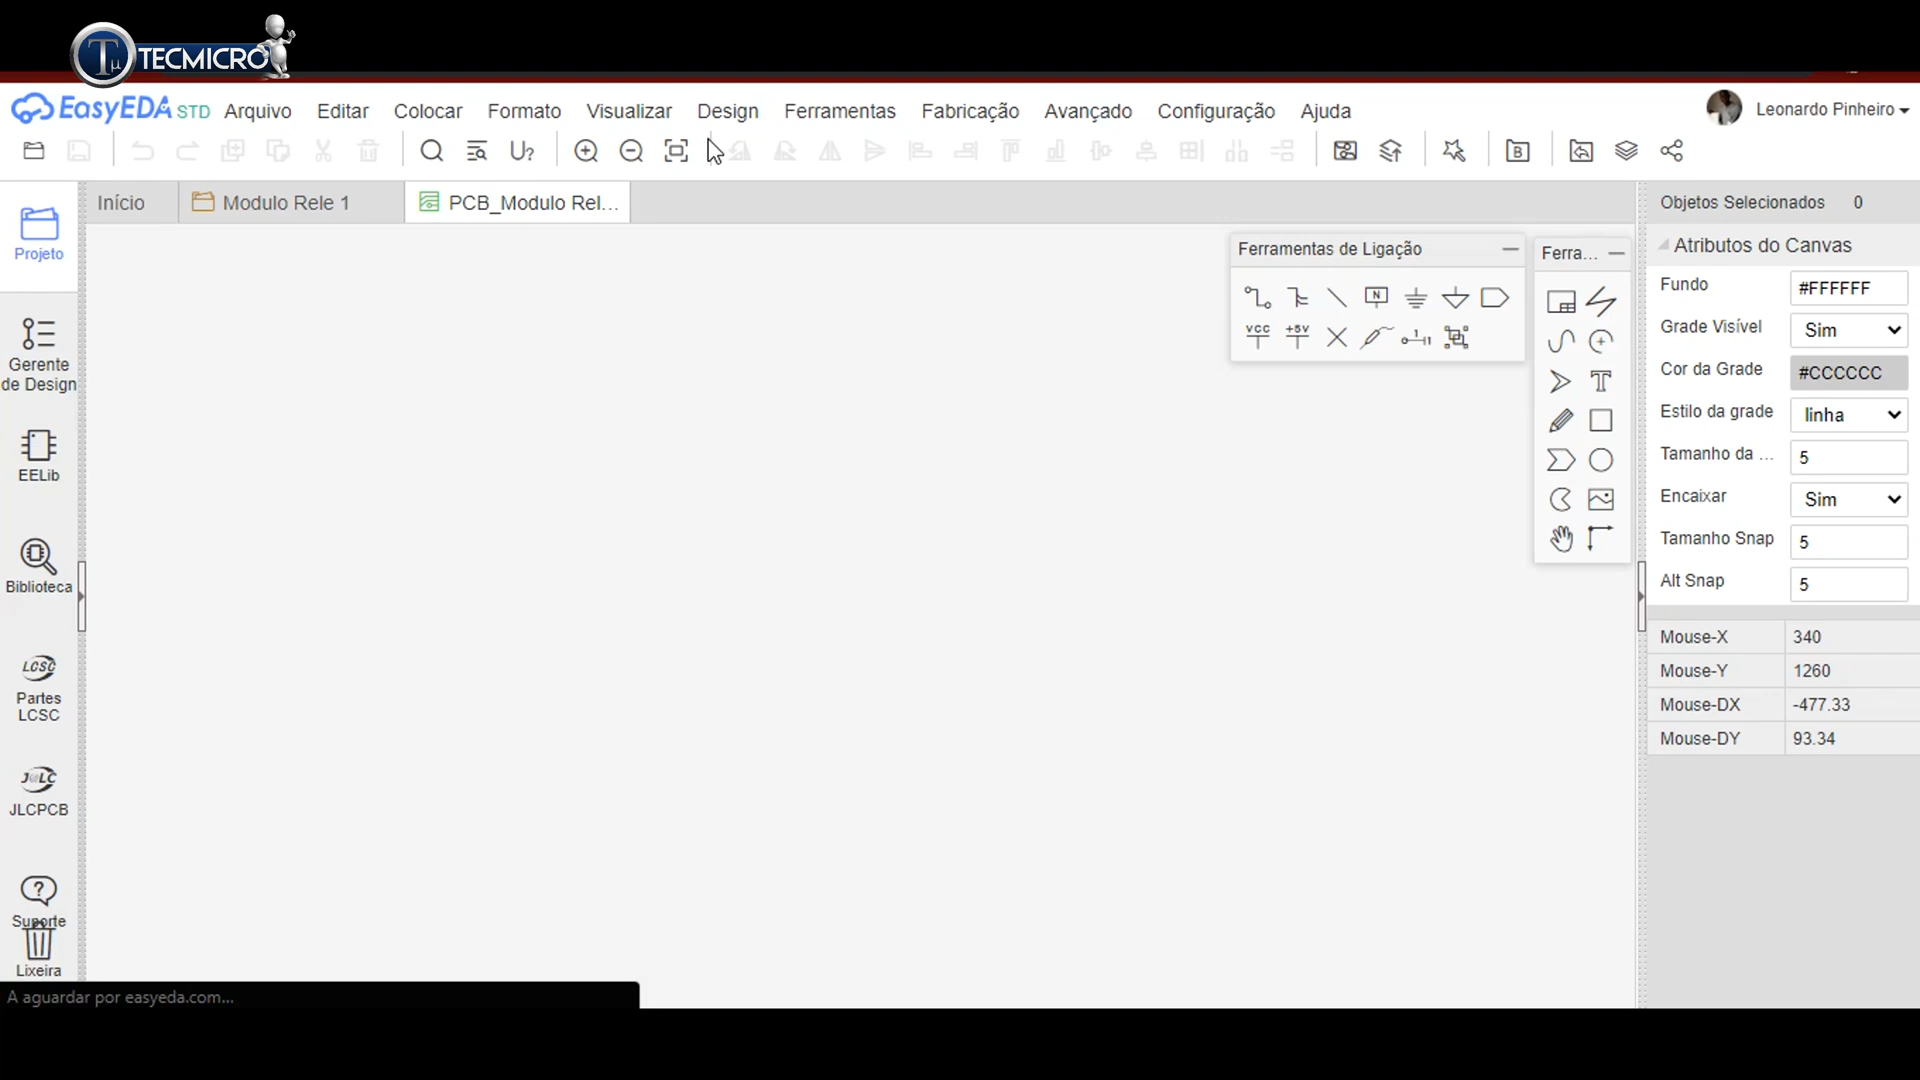 Tµ TECMICRO
EasyEDA STD Arquivo Editar Colocar Formato Visualizar Design Ferramentas Fabricação Avançado Configuração Ajuda Leonardo Pinheiro
U?
B
Início Modulo Rele 1 PCB_Modulo Rel...
Projeto
Gerente
de Design
EELib
Biblioteca
LCSC
Partes
LCSC
J@LC
JLCPCB
Suporte
Lixeira
Ferramentas de Ligação
N
VCC +5V
1
Ferra...
T
Objetos Selecionados 0
Atributos do Canvas
Fundo #FFFFFF
Grade Visível Sim
Cor da Grade #CCCCCC
Estilo da grade linha
Tamanho da ... 5
Encaixar Sim
Tamanho Snap 5
Alt Snap 5
Mouse-X 340
Mouse-Y 1260
Mouse-DX -477.33
Mouse-DY 93.34
A aguardar por easyeda.com...